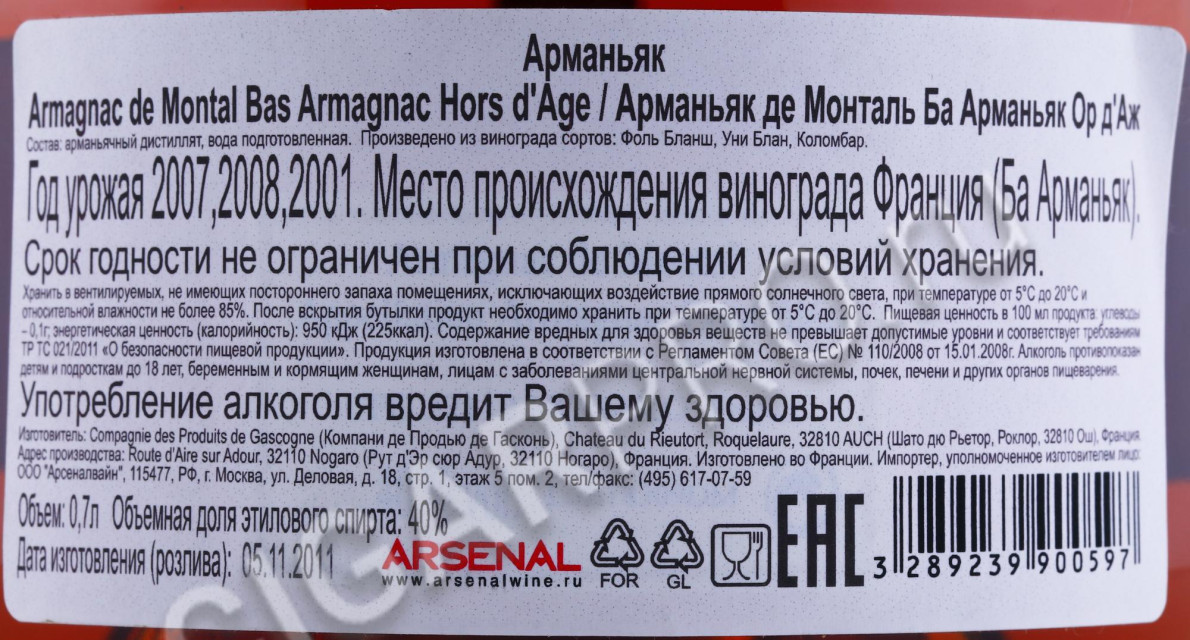 Арманьяк
Armagnac de Montal Bas Armagnac Hors d'Age / Арманьяк де Монталь Ба Арманьяк Ор д'Аж
Состав: арманьячный дистиллят, вода подготовленная. Произведено из винограда сортов: Фоль Бланш, Уни Блан, Коломбар.
Год урожая 2007,2008,2001. Место происхождения винограда Франция (Ба Арманьяк).
Срок годности не ограничен при соблюдении условий хранения.
Хранить в вентилируемых, не имеющих постороннего запаха помещениях, исключающих воздействие прямого солнечного света, при температуре от 5°С до 20°С и
относительной влажности не более 85%. После вскрытия бутылки продукт необходимо хранить при температуре от 5°С до 20°С. Пищевая ценность в 100 мл продукта: углеводы
– 0,1г; энергетическая ценность (калорийность): 950 кДж (225ккал). Содержание вредных для здоровья веществ не превышает допустимые уровни и соответствует требованиям
ТР ТС 021/2011 «О безопасности пищевой продукции». Продукция изготовлена в соответствии с Регламентом Совета (ЕС) № 110/2008 от 15.01.2008г. Алкоголь противопоказан
детям и подросткам до 18 лет, беременным и кормящим женщинам, лицам с заболеваниями центральной нервной системы, почек, печени и других органов пищеварения.
Употребление алкоголя вредит Вашему здоровью.
Изготовитель: Compagnie des Produits de Gascogne (Компани де Продью де Гасконь), Chateau du Rieutort, Roquelaure, 32810 AUCH (Шато дю Рьетор, Роклор, 32810 Ош), Франция.
Адрес производства: Route d'Aire sur Adour, 32110 Nogaro (Рут д'Эр сюр Адур, 32110 Ногаро), Франция. Изготовлено во Франции. Импортер, уполномоченное изготовителем лицо:
ООО "Арсеналвайн", 115477, РФ, г. Москва, ул. Деловая, д. 18, стр. 1, этаж 5 пом. 2, тел/факс: (495) 617-07-59
Объем: 0,7л Объемная доля этилового спирта: 40%
Дата изготовления (розлива): 05.11.2011
ARSENAL
www.arsenalwine.ru
FOR
GL
EAC
3 289239 900597
CIGARPRO.ru